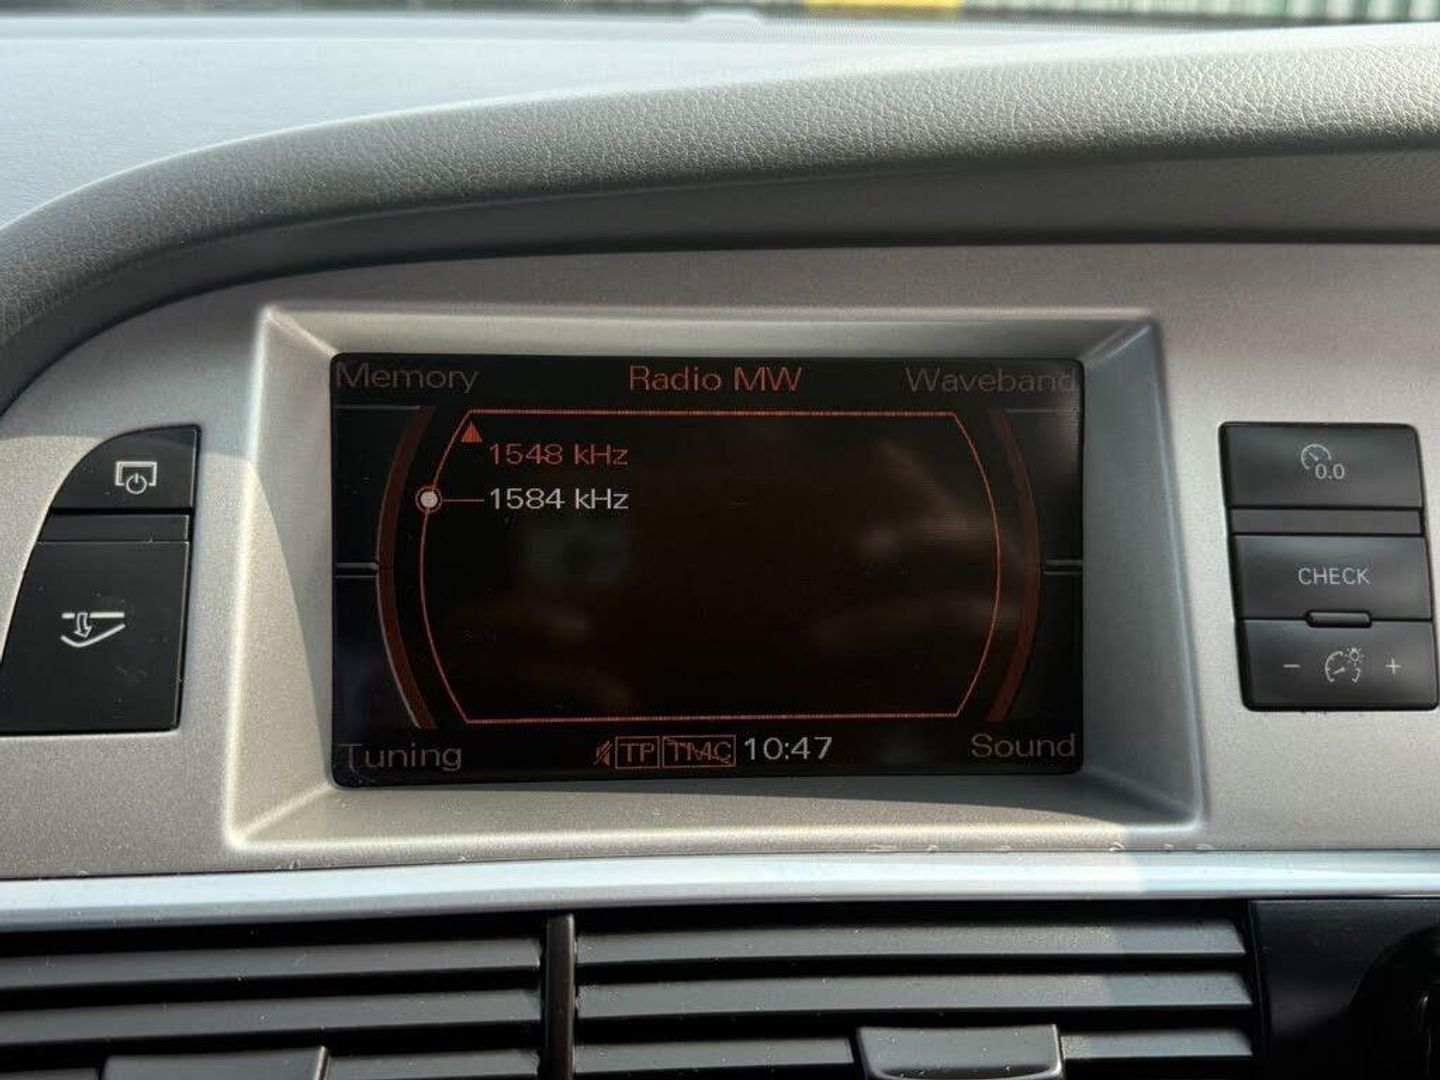 Memory Radio MW Waveband
1548 kHz
1584 kHz
Tuning TP TMC 10:47 Sound
0.0
CHECK
- +